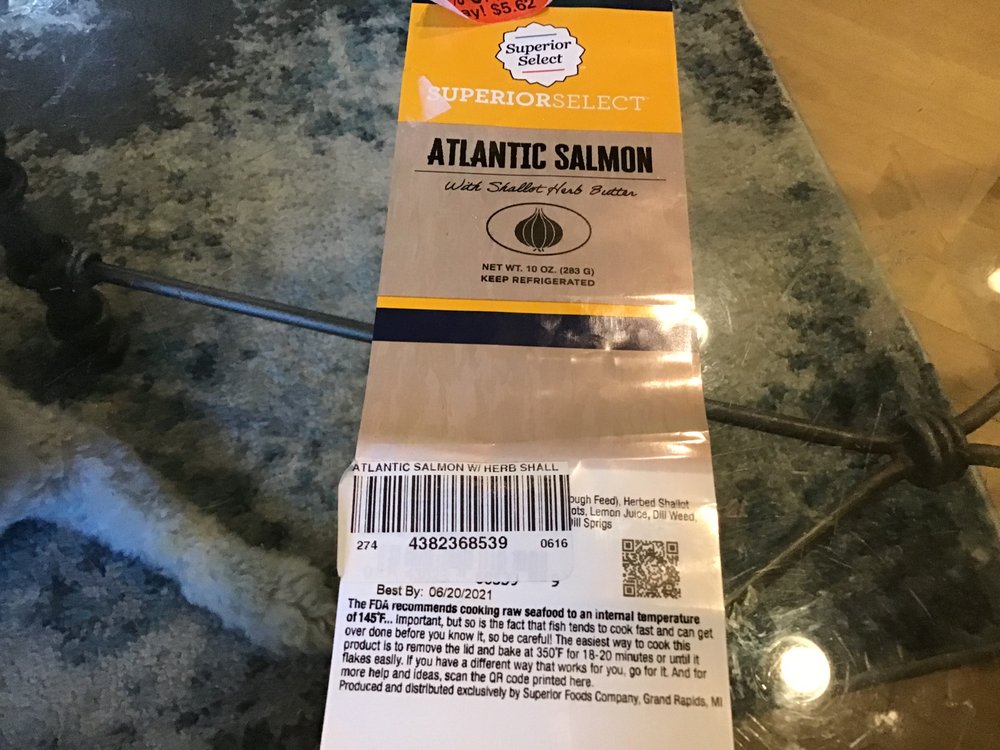 ay! $5.62
Superior
Select
SUPERIORSELECT
ATLANTIC SALMON
With Shallot Herb Butter
NET WT. 10 OZ. (283 G)
KEEP REFRIGERATED
ATLANTIC SALMON W/ HERB SHALL
ough Feed), Herbed Shallot
ots, Lemon Juice, Dill Weed,
ill Sprigs
274 4382368539 0616
Best By: 06/20/2021
The FDA recommends cooking raw seafood to an internal temperature
of 145°F... Important, but so is the fact that fish tends to cook fast and can get
over done before you know it, so be careful! The easiest way to cook this
product is to remove the lid and bake at 350°F for 18-20 minutes or until it
flakes easily. If you have a different way that works for you, go for it. And for
more help and ideas, scan the QR code printed here.
Produced and distributed exclusively by Superior Foods Company, Grand Rapids, MI